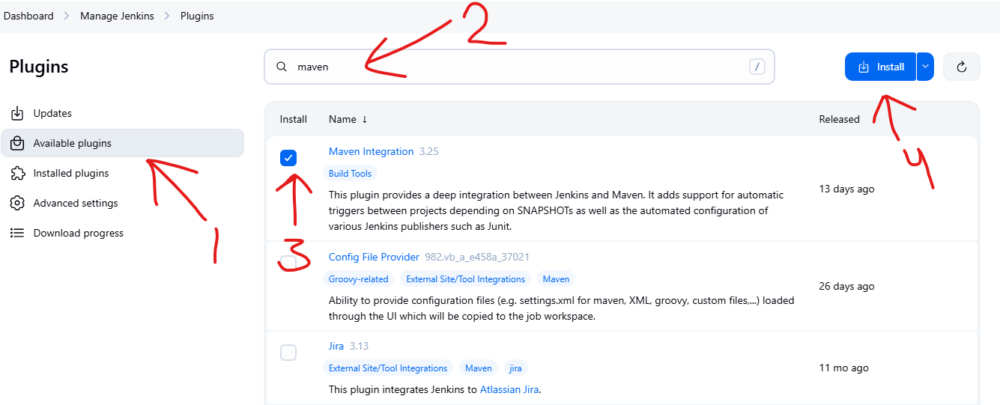 Dashboard > Manage Jenkins > Plugins
2
Plugins
maven /
Install
Updates
Available plugins
Installed plugins
Advanced settings
Download progress
1
Install Name ↓ Released
4
Maven Integration 3.25
Build Tools
This plugin provides a deep integration between Jenkins and Maven. It adds support for automatic
triggers between projects depending on SNAPSHOTs as well as the automated configuration of
various Jenkins publishers such as Junit.
13 days ago
3
Config File Provider 982.vb_a_e458a_37021
Groovy-related External Site/Tool Integrations Maven
Ability to provide configuration files (e.g. settings.xml for maven, XML, groovy, custom files,...) loaded
through the UI which will be copied to the job workspace.
26 days ago
Jira 3.13
External Site/Tool Integrations Maven jira
This plugin integrates Jenkins to Atlassian Jira.
11 mo ago